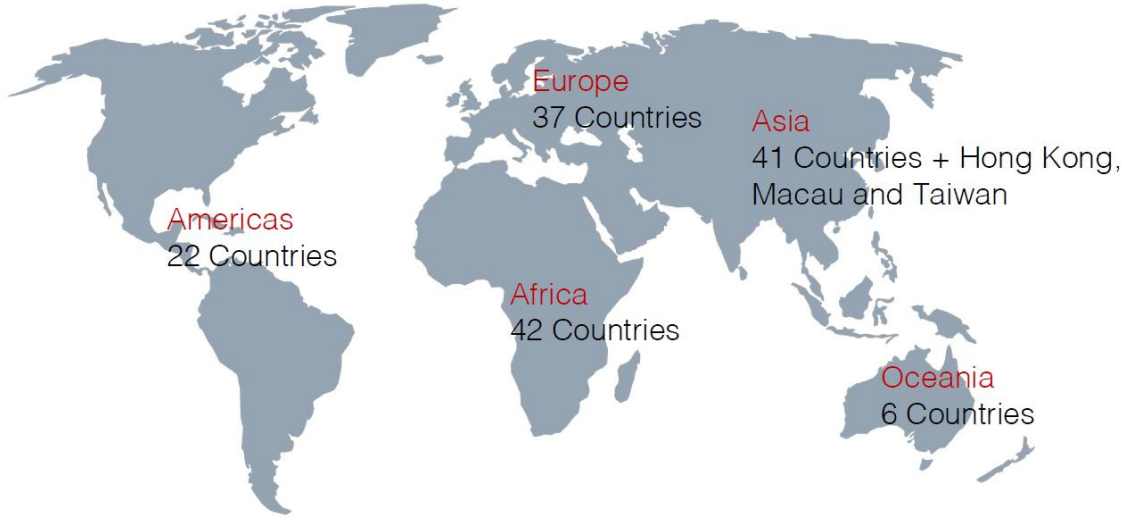 Europe
37 Countries
Asia
41 Countries + Hong Kong,
Macau and Taiwan
Americas
22 Countries
Africa
42 Countries
Oceania
6 Countries